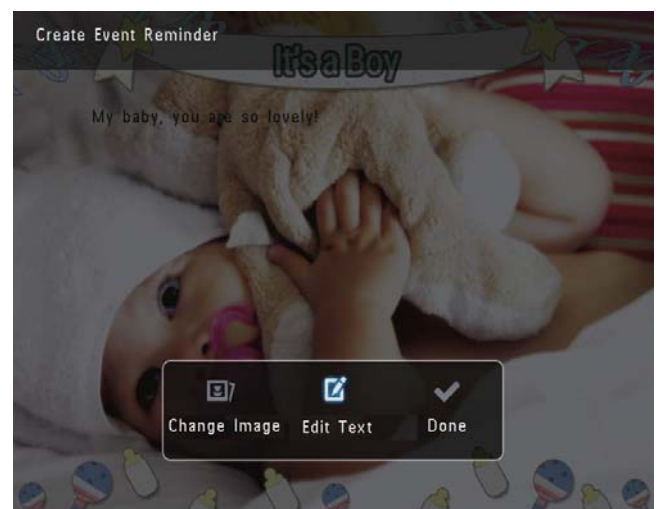 Create Event Reminder
It's a Boy
My baby, you are so lovely!
Change Image Edit Text Done